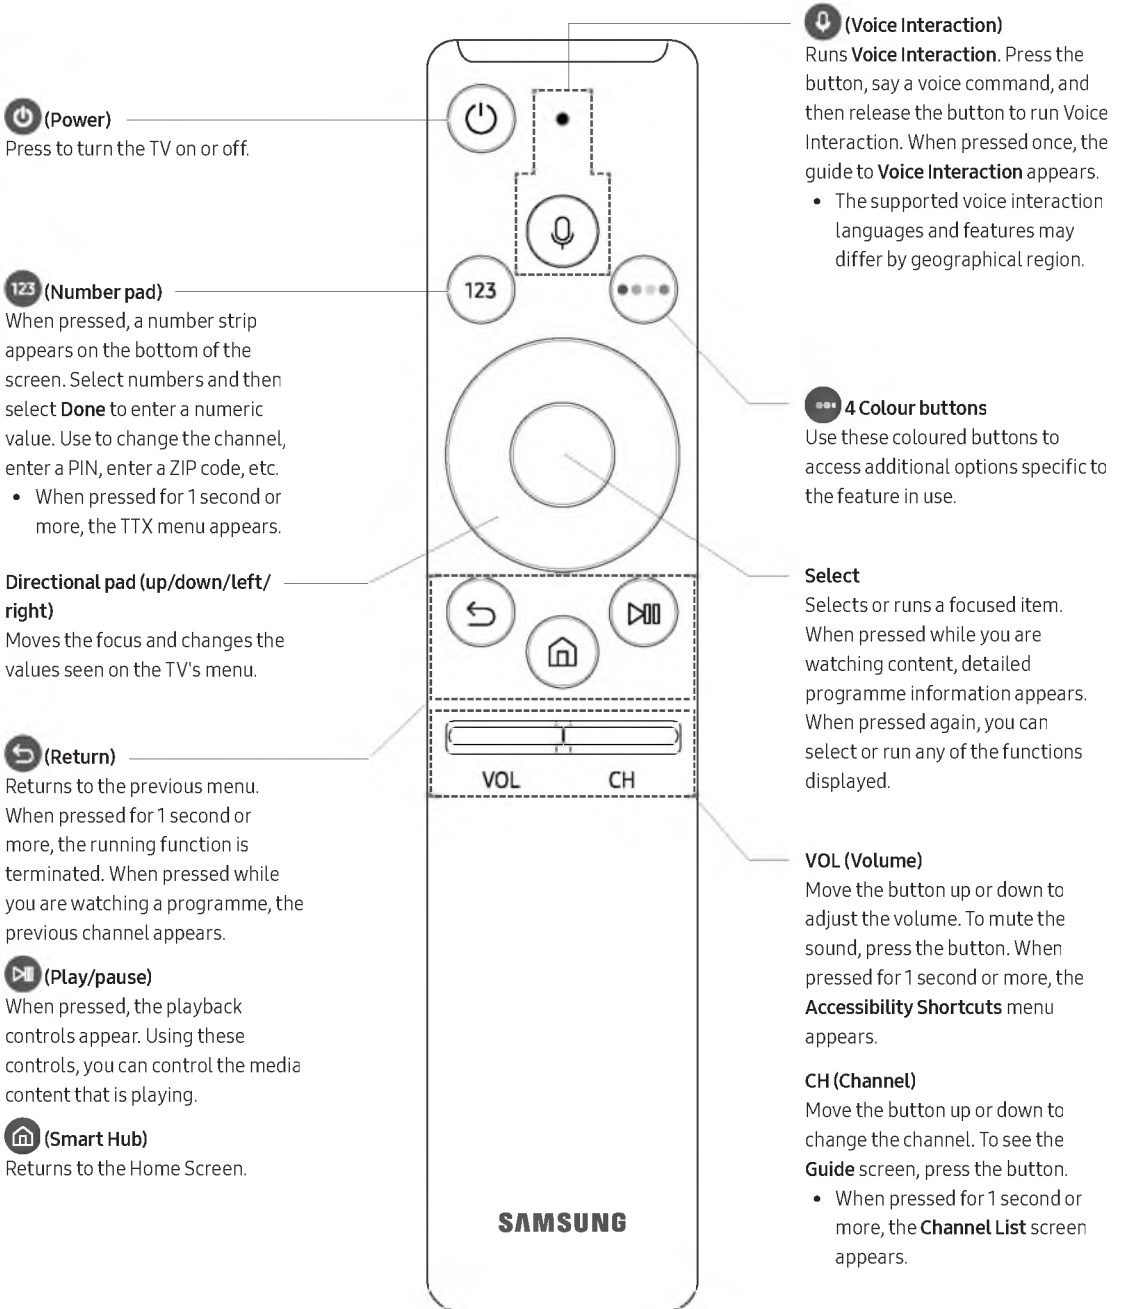 (Power)
Press to turn the TV on or off.
123 (Number pad)
When pressed, a number strip
appears on the bottom of the
screen. Select numbers and then
select Done to enter a numeric
value. Use to change the channel,
enter a PIN, enter a ZIP code, etc.
• When pressed for 1 second or
more, the TTX menu appears.
Directional pad (up/down/left/
right)
Moves the focus and changes the
values seen on the TV's menu.
(Return)
Returns to the previous menu.
When pressed for 1 second or
more, the running function is
terminated. When pressed while
you are watching a programme, the
previous channel appears.
(Play/pause)
When pressed, the playback
controls appear. Using these
controls, you can control the media
content that is playing.
(Smart Hub)
Returns to the Home Screen.
123
VOL CH
SAMSUNG
(Voice Interaction)
Runs Voice Interaction. Press the
button, say a voice command, and
then release the button to run Voice
Interaction. When pressed once, the
guide to Voice Interaction appears.
• The supported voice interaction
languages and features may
differ by geographical region.
4 Colour buttons
Use these coloured buttons to
access additional options specific to
the feature in use.
Select
Selects or runs a focused item.
When pressed while you are
watching content, detailed
programme information appears.
When pressed again, you can
select or run any of the functions
displayed.
VOL (Volume)
Move the button up or down to
adjust the volume. To mute the
sound, press the button. When
pressed for 1 second or more, the
Accessibility Shortcuts menu
appears.
CH (Channel)
Move the button up or down to
change the channel. To see the
Guide screen, press the button.
• When pressed for 1 second or
more, the Channel List screen
appears.